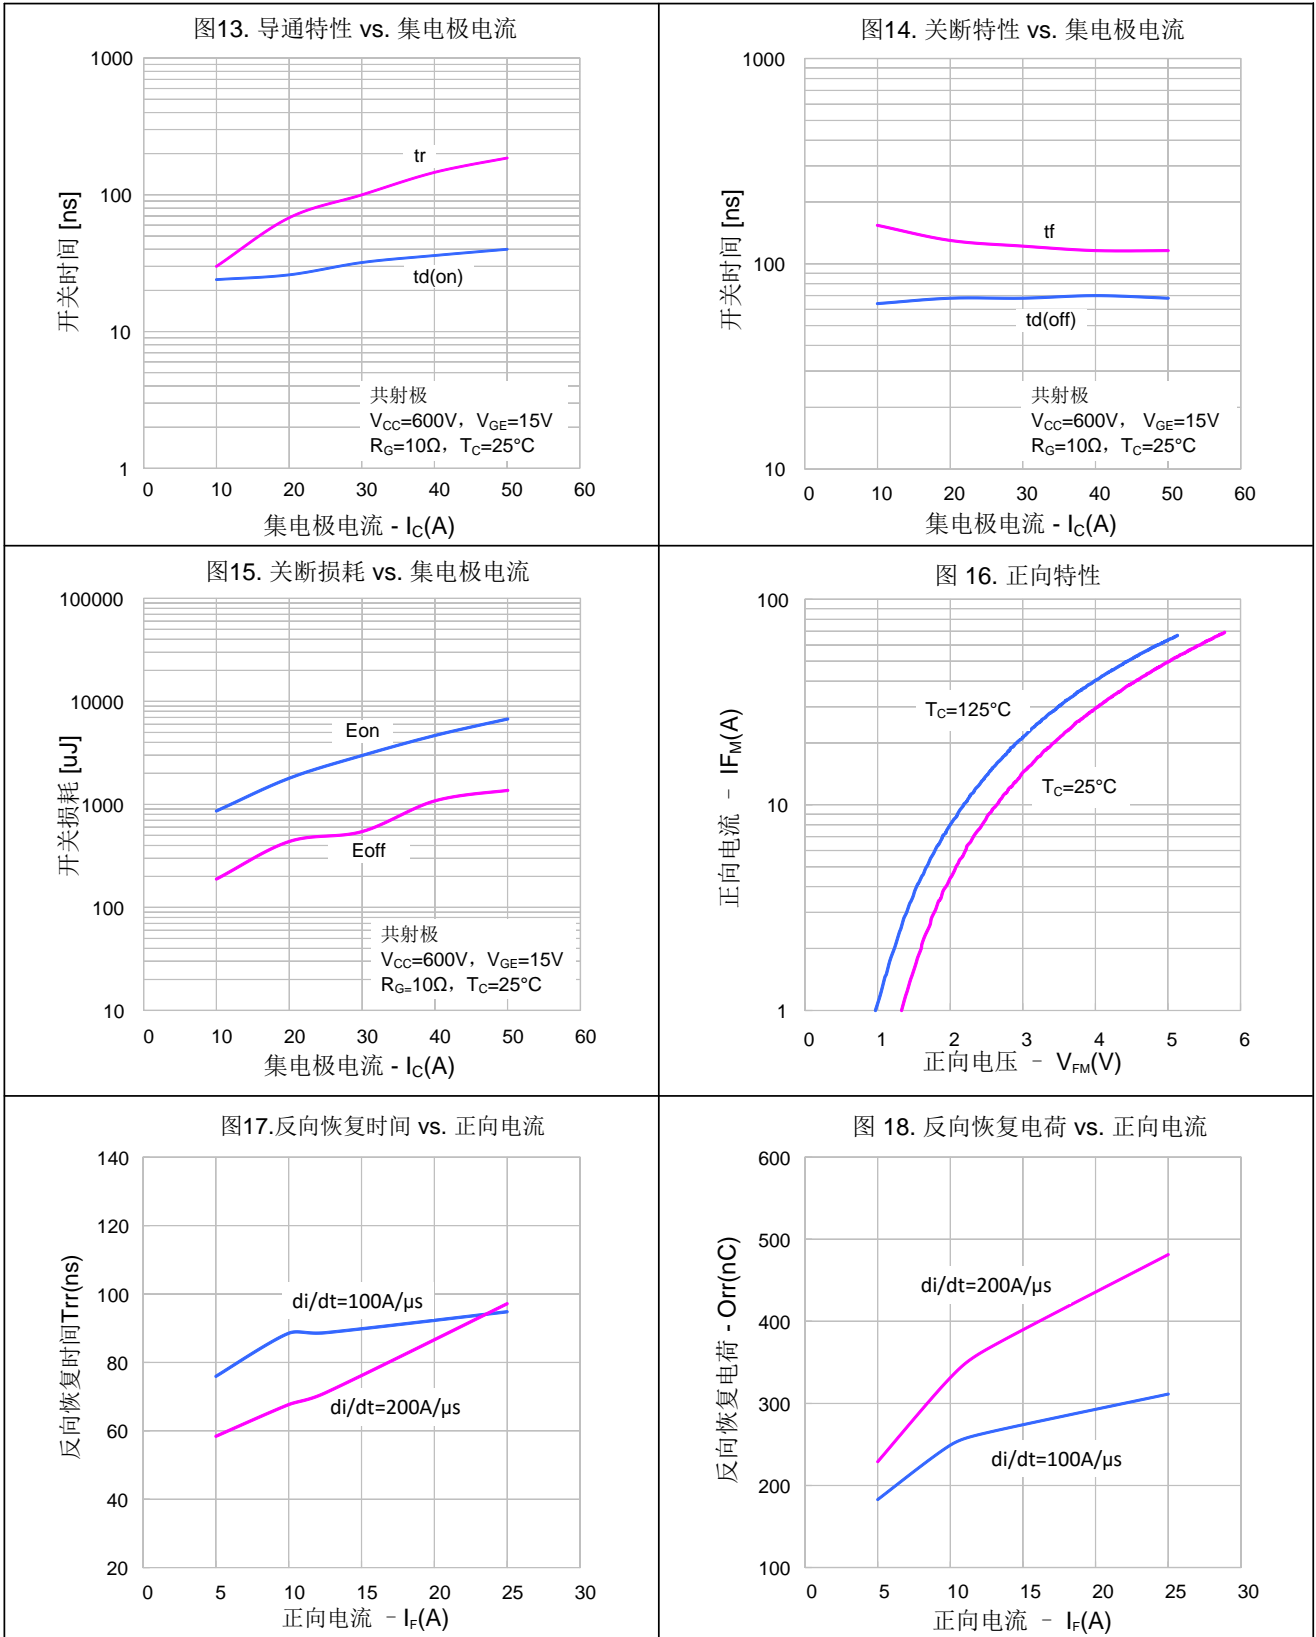 图13. 导通特性 vs. 集电极电流
1000
100
10
1
开关时间 [ns]
tr
td(on)
共射极
VCC=600V，VGE=15V
RG=10Ω，TC=25°C
0 10 20 30 40 50 60
集电极电流 - IC(A)
图14. 关断特性 vs. 集电极电流
1000
100
10
开关时间 [ns]
tf
td(off)
共射极
VCC=600V， VGE=15V
RG=10Ω，TC=25°C
0 10 20 30 40 50 60
集电极电流 - IC(A)
图15. 关断损耗 vs. 集电极电流
100000
10000
1000
100
10
开关损耗 [uJ]
Eon
Eoff
共射极
VCC=600V，VGE=15V
RG=10Ω，TC=25°C
0 10 20 30 40 50 60
集电极电流 - IC(A)
图 16. 正向特性
100
10
1
正向电流 - IFM(A)
TC=125°C
TC=25°C
0 1 2 3 4 5 6
正向电压 - VFM(V)
图17.反向恢复时间 vs. 正向电流
140
120
100
80
60
40
20
反向恢复时间Trr(ns)
di/dt=100A/μs
di/dt=200A/μs
0 5 10 15 20 25 30
正向电流 - IF(A)
图 18. 反向恢复电荷 vs. 正向电流
600
500
400
300
200
100
反向恢复电荷 - Orr(nC)
di/dt=200A/μs
di/dt=100A/μs
0 5 10 15 20 25 30
正向电流 - IF(A)